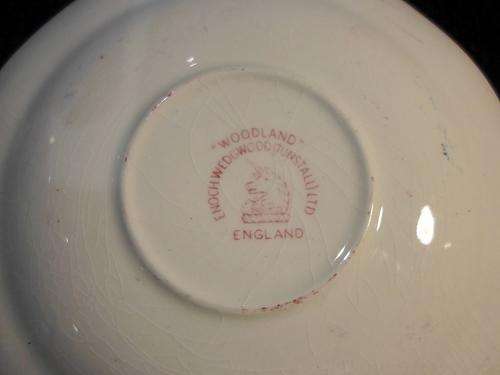 "WOODLAND"
ENOCH WEDGWOOD (TUNSTALL) LTD
ENGLAND